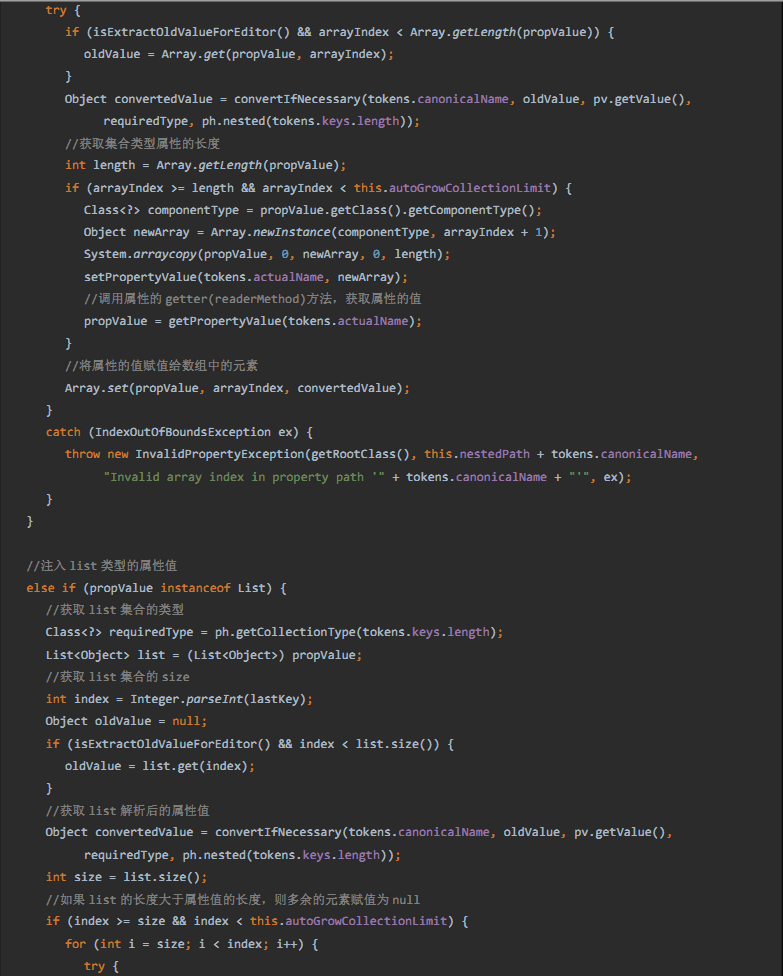 try {
if (isExtractOldValueForEditor() && arrayIndex < Array.getLength(propValue)) {
oldValue = Array.get(propValue, arrayIndex);
}
Object convertedValue = convertIfNecessary(tokens.canonicalName, oldValue, pv.getValue(),
requiredType, ph.nested(tokens.keys.length));
//获取集合类型属性的长度
int length = Array.getLength(propValue);
if (arrayIndex >= length && arrayIndex < this.autoGrowCollectionLimit) {
Class<?> componentType = propValue.getClass().getComponentType();
Object newArray = Array.newInstance(componentType, arrayIndex + 1);
System.arraycopy(propValue, 0, newArray, 0, length);
setPropertyValue(tokens.actualName, newArray);
//调用属性的 getter(readerMethod)方法，获取属性的值
propValue = getPropertyValue(tokens.actualName);
}
//将属性的值赋值给数组中的元素
Array.set(propValue, arrayIndex, convertedValue);
}
catch (IndexOutOfBoundsException ex) {
throw new InvalidPropertyException(getRootClass(), this.nestedPath + tokens.canonicalName,
"Invalid array index in property path '" + tokens.canonicalName + "'", ex);
}
}
//注入 list 类型的属性值
else if (propValue instanceof List) {
//获取 list 集合的类型
Class<?> requiredType = ph.getCollectionType(tokens.keys.length);
List<Object> list = (List<Object>) propValue;
//获取 list 集合的 size
int index = Integer.parseInt(lastKey);
Object oldValue = null;
if (isExtractOldValueForEditor() && index < list.size()) {
oldValue = list.get(index);
}
//获取 list 解析后的属性值
Object convertedValue = convertIfNecessary(tokens.canonicalName, oldValue, pv.getValue(),
requiredType, ph.nested(tokens.keys.length));
int size = list.size();
//如果 list 的长度大于属性值的长度，则多余的元素赋值为 null
if (index >= size && index < this.autoGrowCollectionLimit) {
for (int i = size; i < index; i++) {
try {